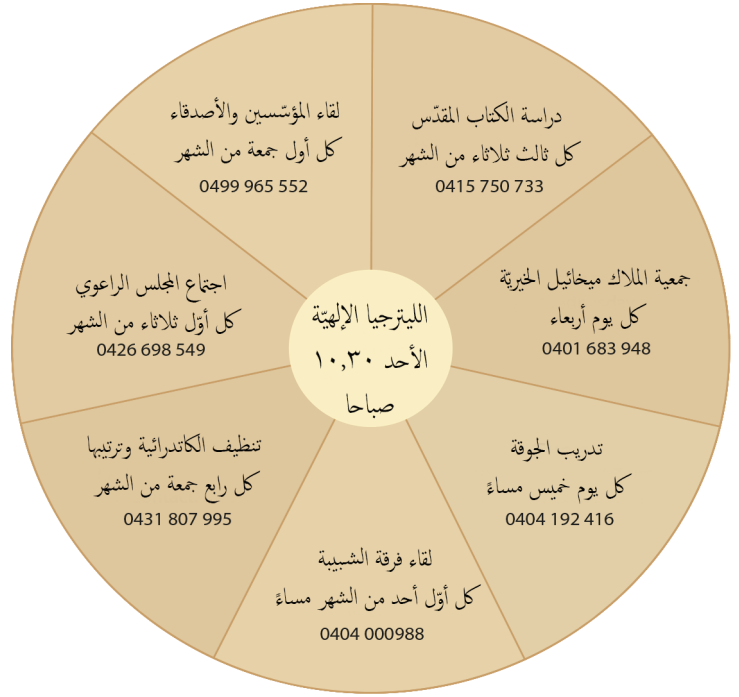 دراسة الكتاب المقدّس
كل ثالث ثلاثاء من الشهر
0415 750 733
جمعية الملاك ميخائيل الخيريّة
كل يوم أربعاء
0401 683 948
تدريب الجوقة
كل يوم خميس مساءً
0404 192 416
لقاء فرقة الشبيبة
كل أوّل أحد من الشهر مساءً
0404 000988
تنظيف الكاتدرائية وترتيبها
كل رابع جمعة من الشهر
0431 807 995
اجتماع المجلس الراعوي
كل أوّل ثلاثاء من الشهر
0426 698 549
لقاء المؤسّسين والأصدقاء
كل أول جمعة من الشهر
0499 965 552
الليترجيا الإلهيّة
الأحد ١٠,٣٠
صباحا